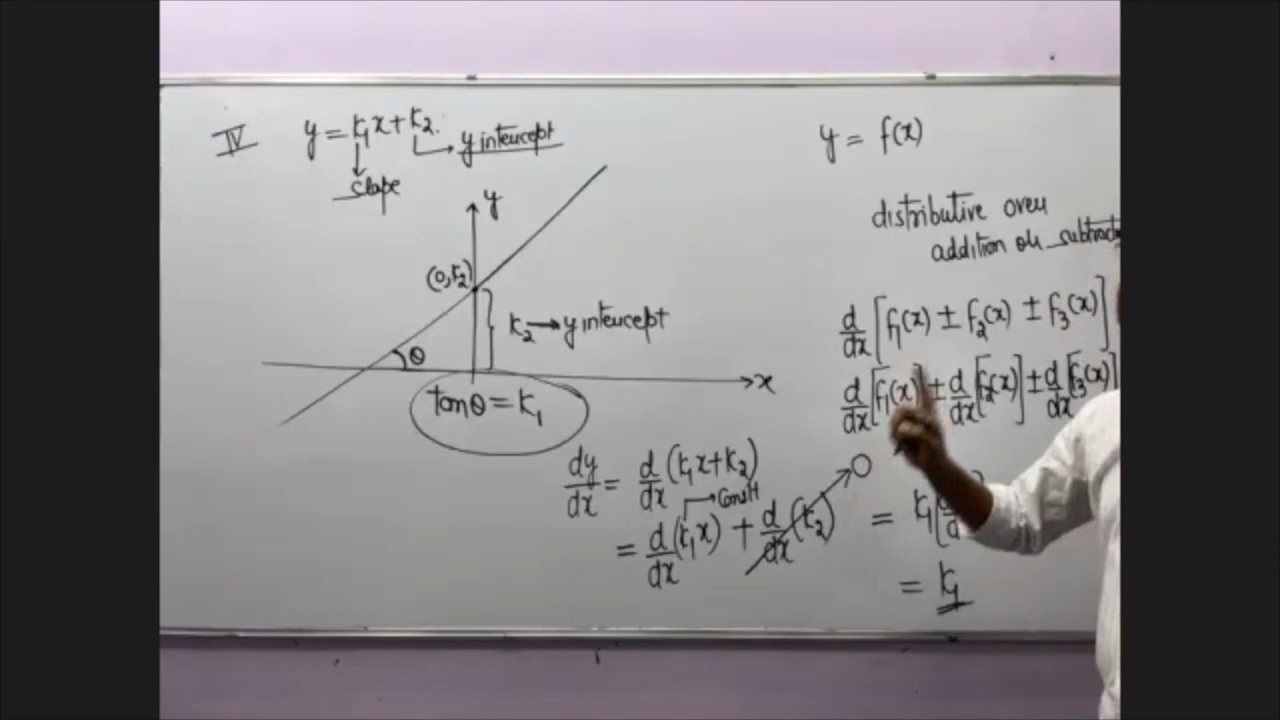 IV y = k₁x + k₂.
y intercept
slope
y
(0, k₂)
k₂ → y intercept
θ
x
tanθ = k₁
dy/dx = d/dx (k₁x + k₂)
→ Const
= d/dx (k₁x) + d/dx (k₂) 0
y = f(x)
distributive over
addition or subtract
d/dx [f₁(x) ± f₂(x) ± f₃(x)]
d/dx [f₁(x)] ± d/dx [f₂(x)] ± d/dx [f₃(x)]
= k₁
= k₁